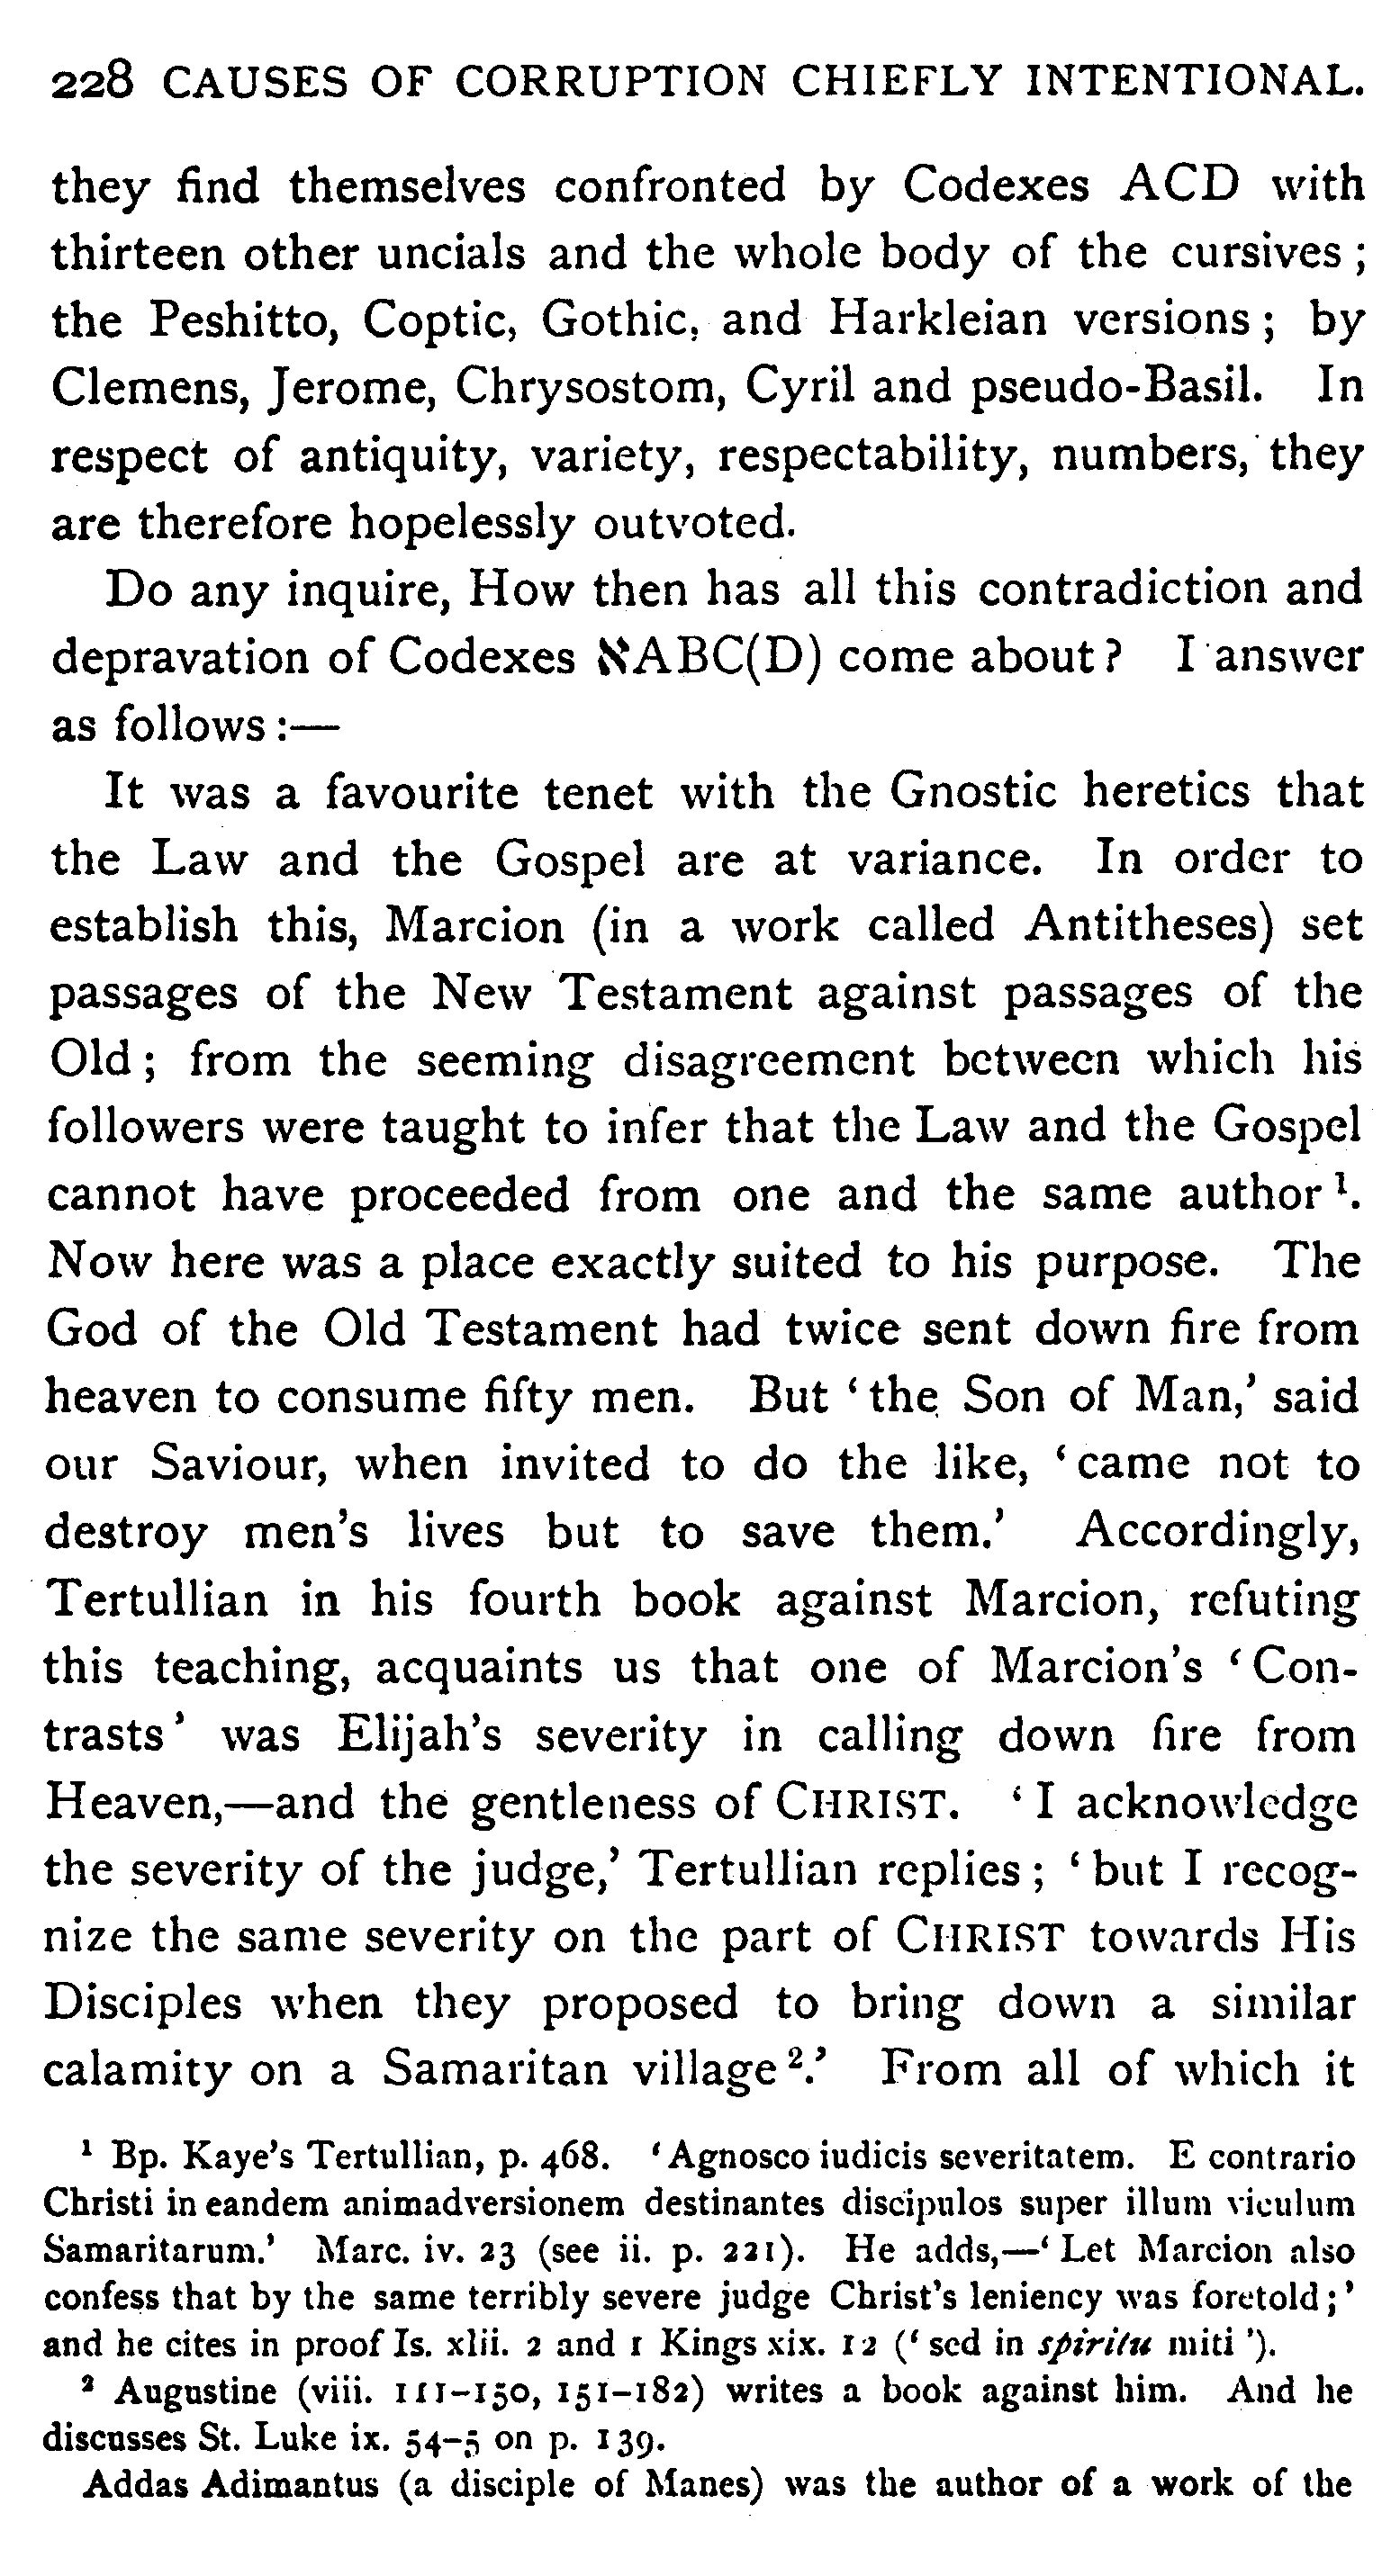 228 CAUSES OF CORRUPTION CHIEFLY INTENTIONAL.
they find themselves confronted by Codexes ACD with
thirteen other uncials and the whole body of the cursives ;
the Peshitto, Coptic, Gothic, and Harkleian versions ; by
Clemens, Jerome, Chrysostom, Cyril and pseudo-Basil. In
respect of antiquity, variety, respectability, numbers, they
are therefore hopelessly outvoted.
Do any inquire, How then has all this contradiction and
depravation of Codexes אABC(D) come about ? I answer
as follows :—
It was a favourite tenet with the Gnostic heretics that
the Law and the Gospel are at variance. In order to
establish this, Marcion (in a work called Antitheses) set
passages of the New Testament against passages of the
Old ; from the seeming disagreement between which his
followers were taught to infer that the Law and the Gospel
cannot have proceeded from one and the same author ¹.
Now here was a place exactly suited to his purpose. The
God of the Old Testament had twice sent down fire from
heaven to consume fifty men. But ‘ the Son of Man,’ said
our Saviour, when invited to do the like, ‘ came not to
destroy men’s lives but to save them.’ Accordingly,
Tertullian in his fourth book against Marcion, refuting
this teaching, acquaints us that one of Marcion’s ‘ Con-
trasts ’ was Elijah’s severity in calling down fire from
Heaven,—and the gentleness of CHRIST. ‘ I acknowledge
the severity of the judge,’ Tertullian replies ; ‘ but I recog-
nize the same severity on the part of CHRIST towards His
Disciples when they proposed to bring down a similar
calamity on a Samaritan village ².’ From all of which it
¹ Bp. Kaye’s Tertullian, p. 468. ‘ Agnosco iudicis severitatem. E contrario
Christi in eandem animadversionem destinantes discipulos super illum viculum
Samaritarum.’ Marc. iv. 23 (see ii. p. 221). He adds,—‘ Let Marcion also
confess that by the same terribly severe judge Christ’s leniency was foretold ; ’
and he cites in proof Is. xlii. 2 and 1 Kings xix. 12 (‘ sed in spiritu miti ’).
² Augustine (viii. 111–150, 151–182) writes a book against him. And he
discusses St. Luke ix. 54–5 on p. 139.
Addas Adimantus (a disciple of Manes) was the author of a work of the